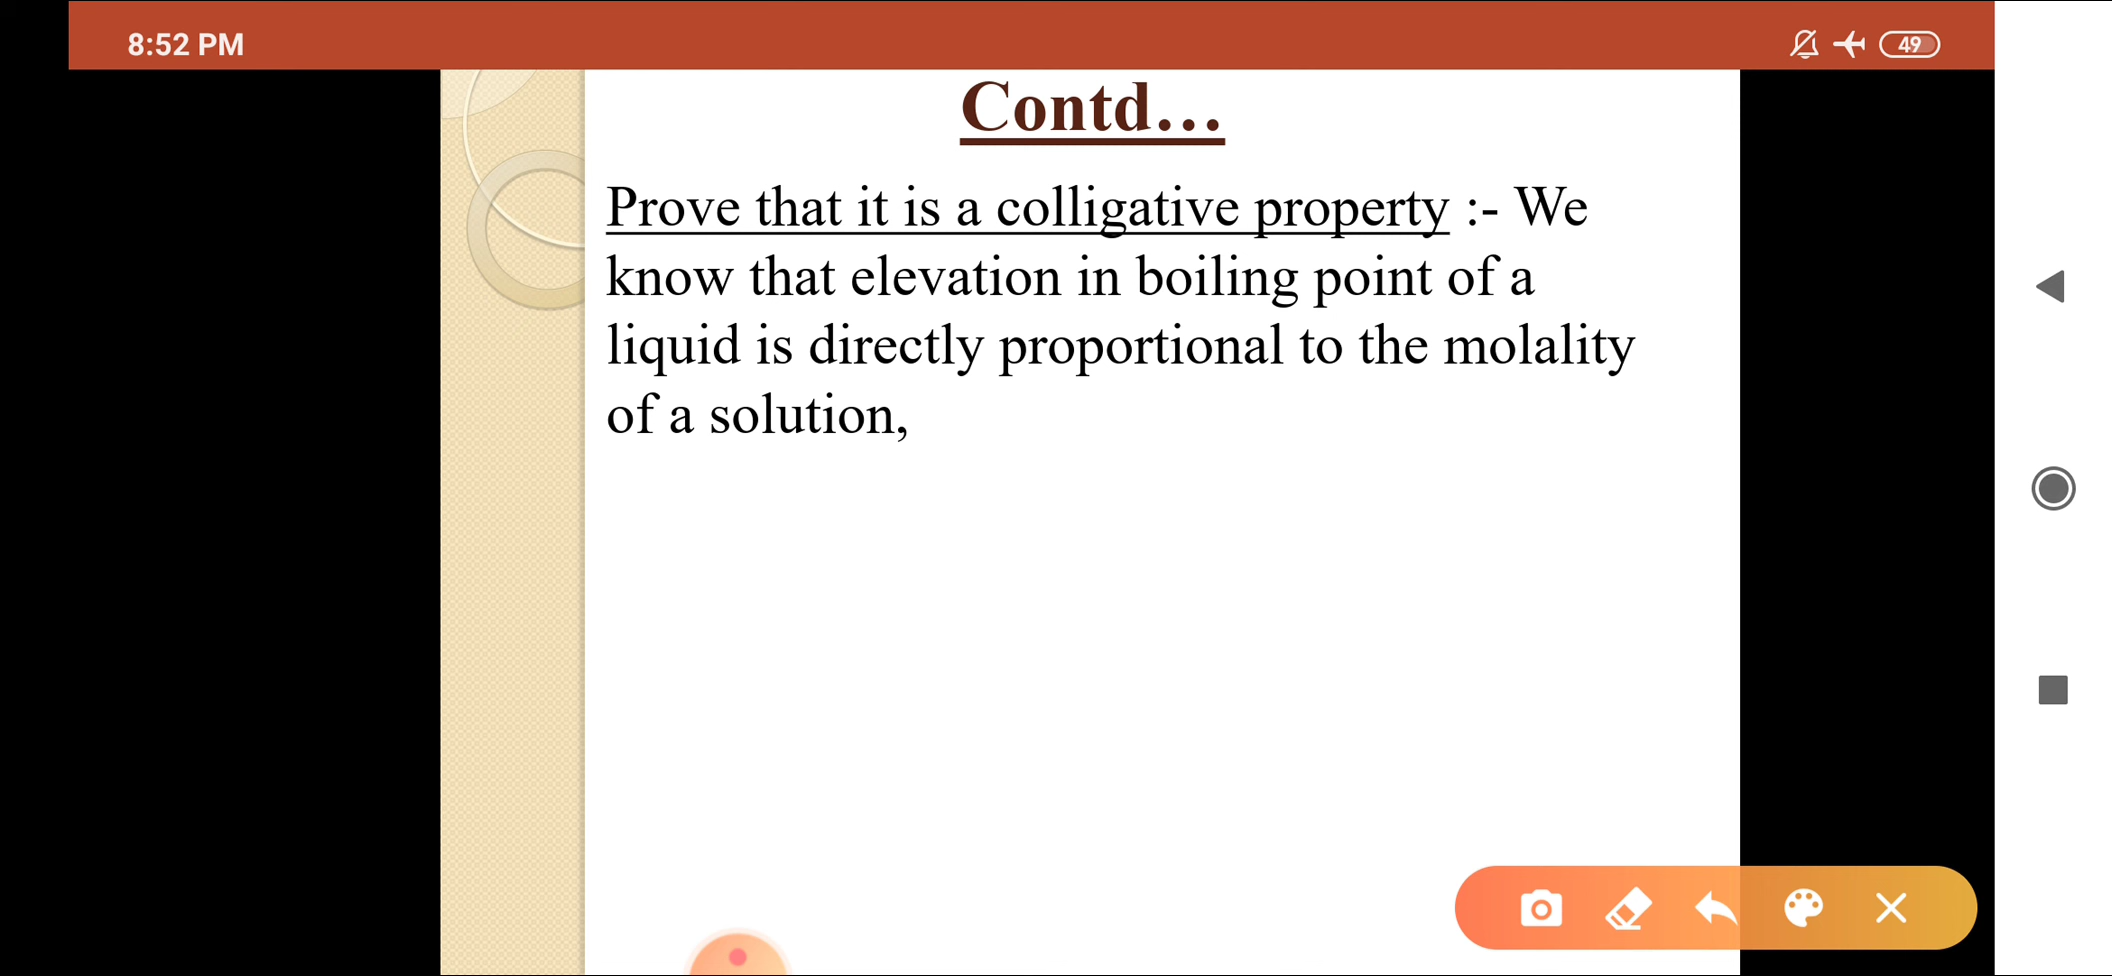 8:52 PM
49
Contd...
Prove that it is a colligative property :- We
know that elevation in boiling point of a
liquid is directly proportional to the molality
of a solution,